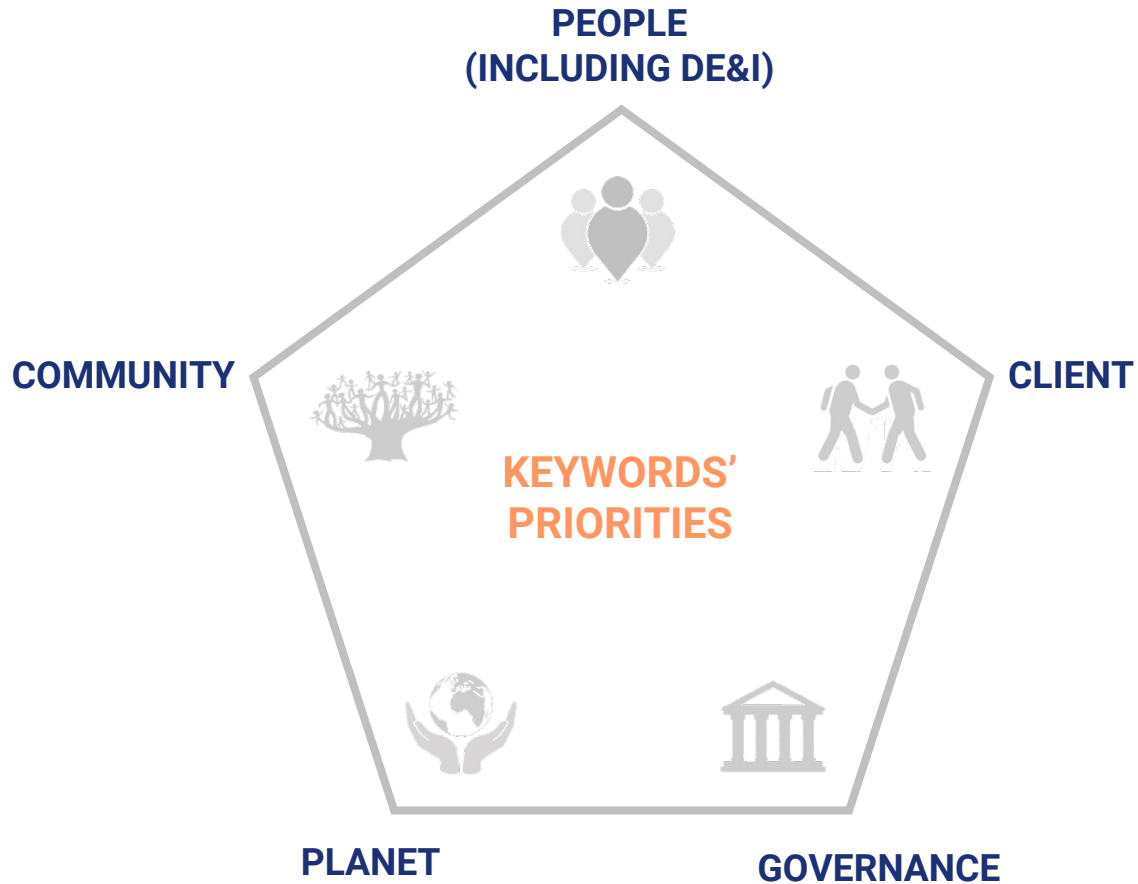 PEOPLE
(INCLUDING DE&I)
COMMUNITY
CLIENT
KEYWORDS’
PRIORITIES
PLANET
GOVERNANCE